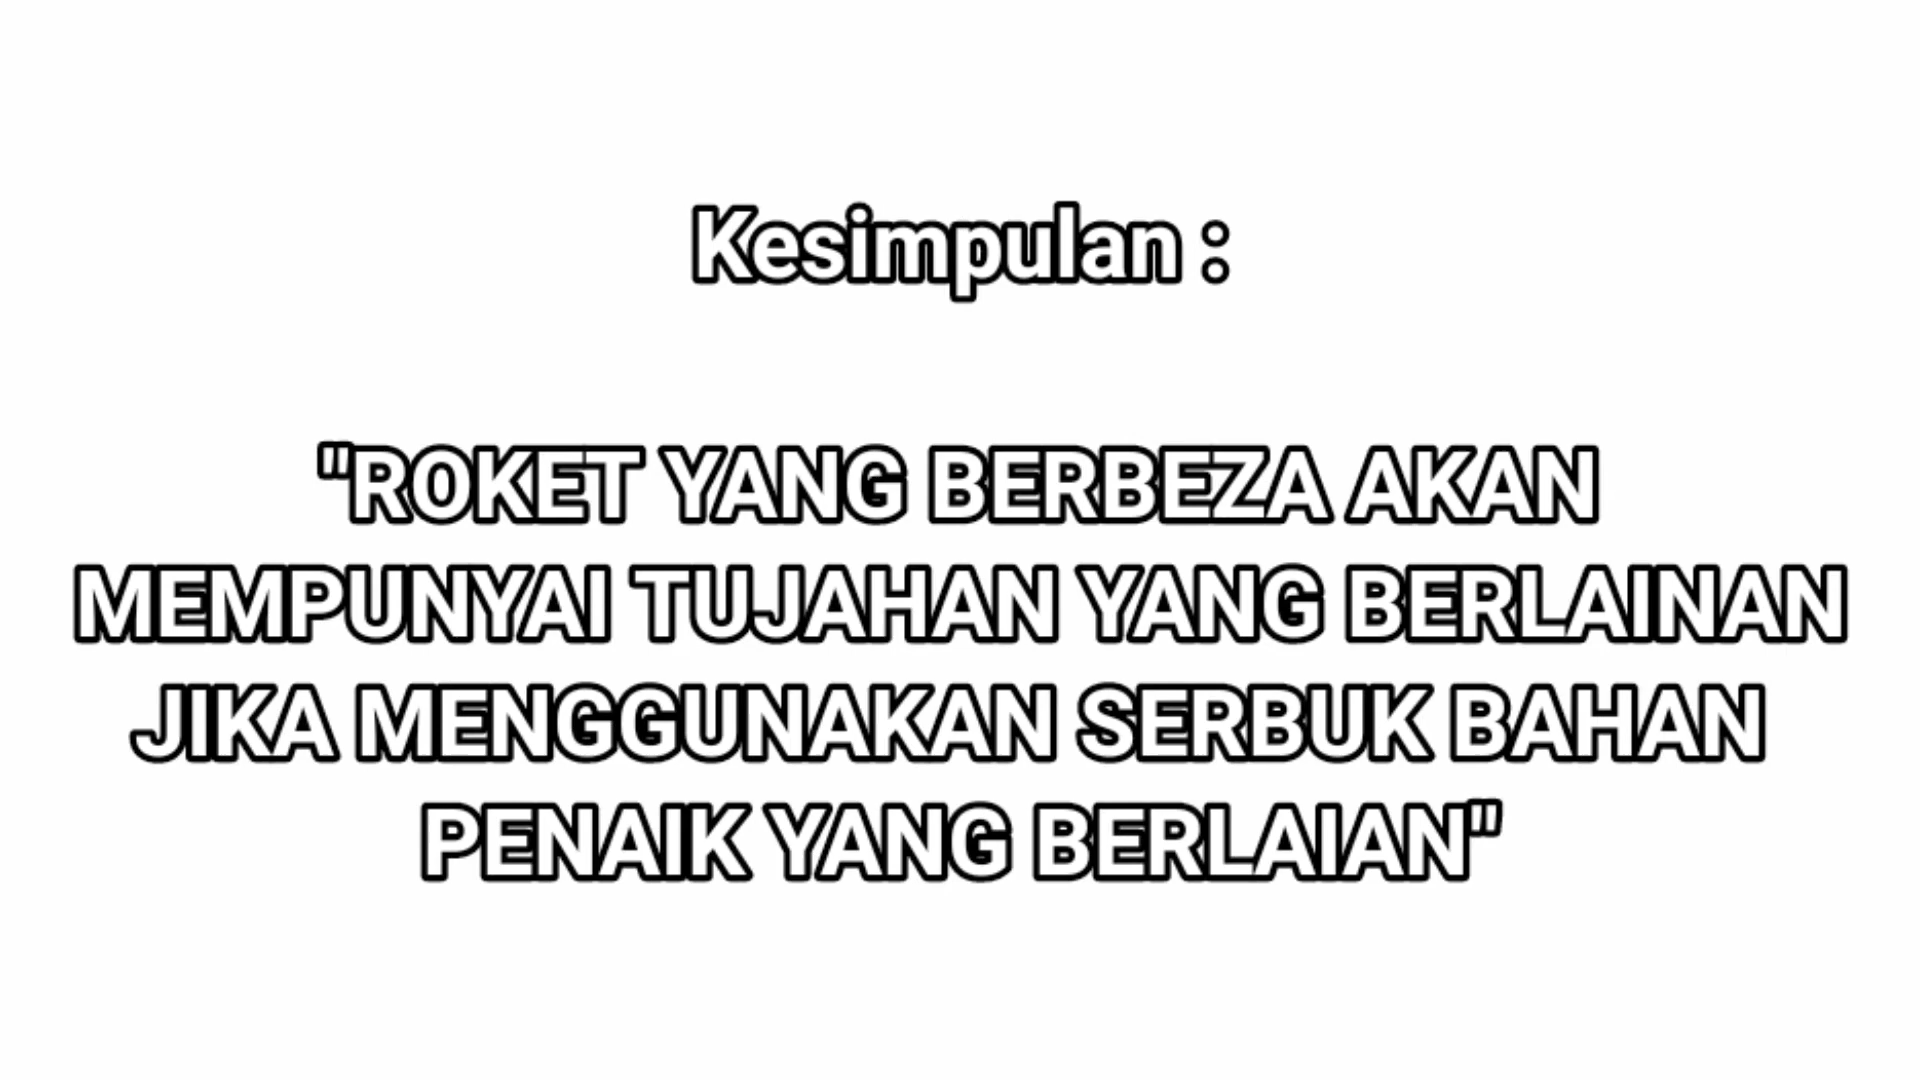 Kesimpulan :
"ROKET YANG BERBEZA AKAN
MEMPUNYAI TUJAHAN YANG BERLAINAN
JIKA MENGGUNAKAN SERBUK BAHAN
PENAIK YANG BERLAIAN"